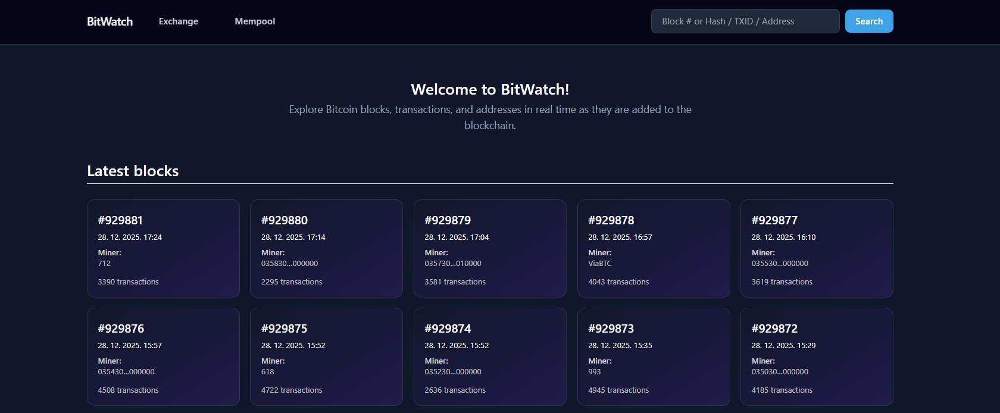 BitWatch
Exchange
Mempool
Block # or Hash / TXID / Address
Search
Welcome to BitWatch!
Explore Bitcoin blocks, transactions, and addresses in real time as they are added to the
blockchain.
Latest blocks
#929881
28. 12. 2025. 17:24
Miner:
712
3390 transactions
#929880
28. 12. 2025. 17:14
Miner:
035830...000000
2295 transactions
#929879
28. 12. 2025. 17:04
Miner:
035730...010000
3581 transactions
#929878
28. 12. 2025. 16:57
Miner:
ViaBTC
4043 transactions
#929877
28. 12. 2025. 16:10
Miner:
035530...000000
3619 transactions
#929876
28. 12. 2025. 15:57
Miner:
035430...000000
4508 transactions
#929875
28. 12. 2025. 15:52
Miner:
618
4722 transactions
#929874
28. 12. 2025. 15:52
Miner:
035230...000000
2636 transactions
#929873
28. 12. 2025. 15:35
Miner:
993
4945 transactions
#929872
28. 12. 2025. 15:29
Miner:
035030...000000
4185 transactions